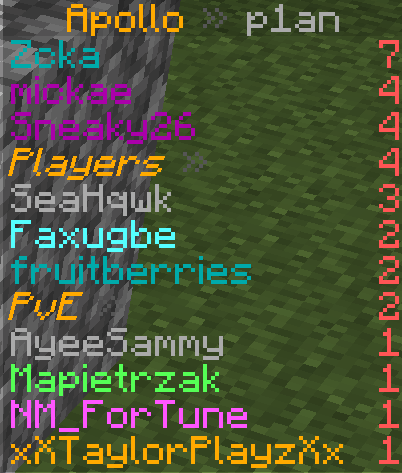 Apollo » p1an
Zcka 7
mickae 4
Sneaky26 4
Players » 4
SeaHqwk 3
Faxugbe 2
fruitberries 2
PvE 2
AyeeSammy 1
Mapietrzak 1
NM_ForTune 1
xXTaylorPlayzXx 1